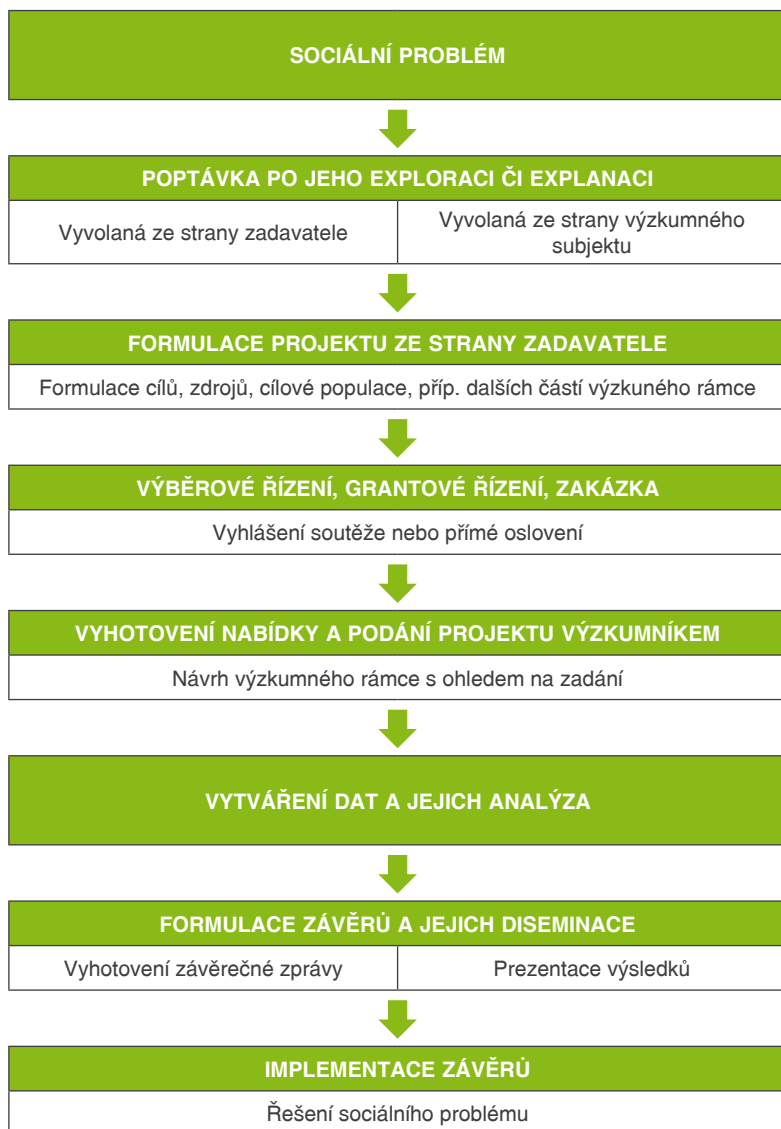 SOCIÁLNÍ PROBLÉM
POPTÁVKA PO JEHO EXPLORACI ČI EXPLANACI
Vyvolaná ze strany zadavatele
Vyvolaná ze strany výzkumného
subjektu
FORMULACE PROJEKTU ZE STRANY ZADAVATELE
Formulace cílů, zdrojů, cílové populace, příp. dalších částí výzkuného rámce
VÝBĚROVÉ ŘÍZENÍ, GRANTOVÉ ŘÍZENÍ, ZAKÁZKA
Vyhlášení soutěže nebo přímé oslovení
VYHOTOVENÍ NABÍDKY A PODÁNÍ PROJEKTU VÝZKUMNÍKEM
Návrh výzkumného rámce s ohledem na zadání
VYTVÁŘENÍ DAT A JEJICH ANALÝZA
FORMULACE ZÁVĚRŮ A JEJICH DISEMINACE
Vyhotovení závěrečné zprávy
Prezentace výsledků
IMPLEMENTACE ZÁVĚRŮ
Řešení sociálního problému